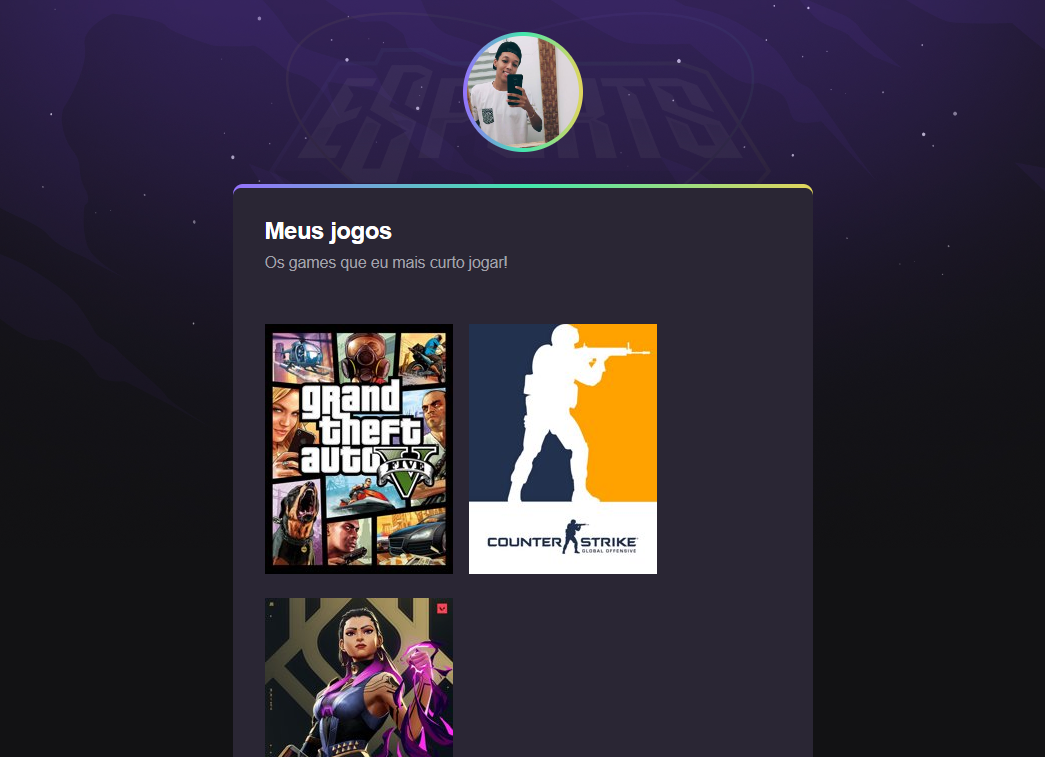 ESPORTS
Meus jogos
Os games que eu mais curto jogar!
grand
theft
auto
FIVE
COUNTER STRIKE
GLOBAL OFFENSIVE